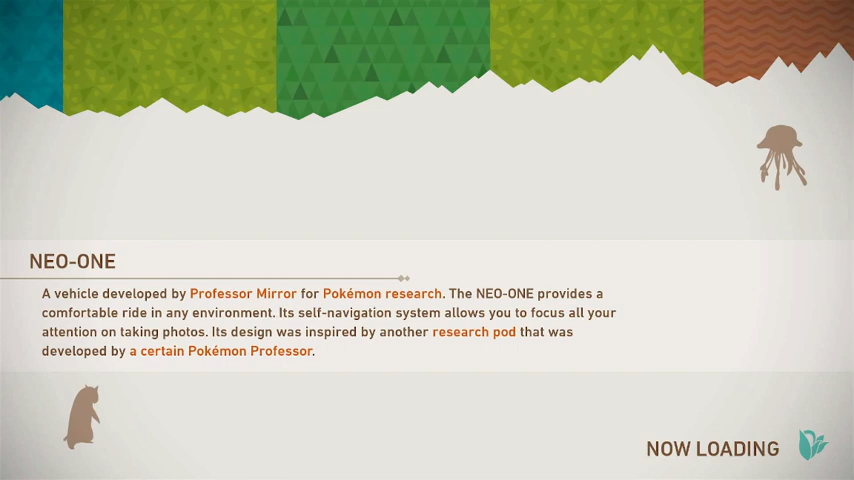 NEO-ONE
A vehicle developed by Professor Mirror for Pokémon research. The NEO-ONE provides a
comfortable ride in any environment. Its self-navigation system allows you to focus all your
attention on taking photos. Its design was inspired by another research pod that was
developed by a certain Pokémon Professor.
NOW LOADING